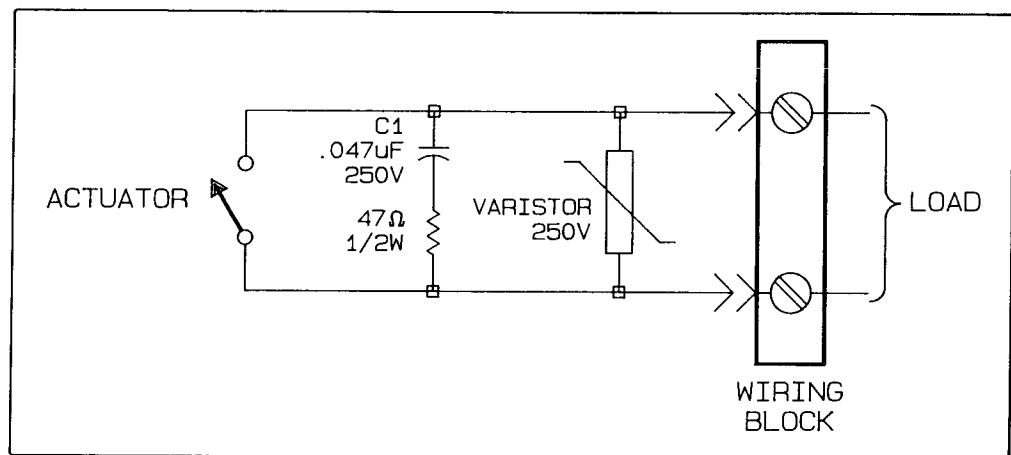 C1
.047uF
250V
ACTUATOR
47Ω
1/2W
VARISTOR
250V
LOAD
WIRING
BLOCK